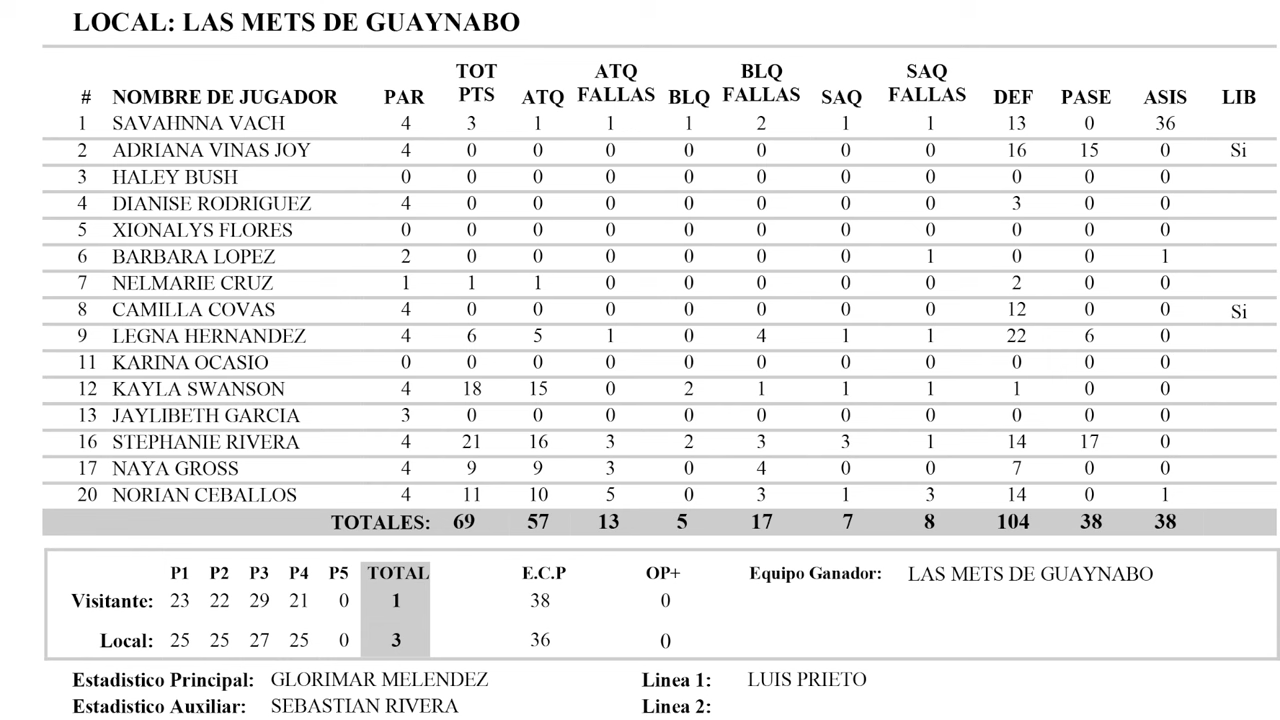 LOCAL: LAS METS DE GUAYNABO
# NOMBRE DE JUGADOR PAR TOT PTS ATQ ATQ FALLAS BLQ BLQ FALLAS SAQ SAQ FALLAS DEF PASE ASIS LIB
1 SAVAHNNA VACH 4 3 1 1 1 2 1 1 13 0 36
2 ADRIANA VINAS JOY 4 0 0 0 0 0 0 0 16 15 0 Si
3 HALEY BUSH 0 0 0 0 0 0 0 0 0 0 0
4 DIANISE RODRIGUEZ 4 0 0 0 0 0 0 0 3 0 0
5 XIONALYS FLORES 0 0 0 0 0 0 0 0 0 0 0
6 BARBARA LOPEZ 2 0 0 0 0 0 0 1 0 0 1
7 NELMARIE CRUZ 1 1 1 0 0 0 0 0 2 0 0
8 CAMILLA COVAS 4 0 0 0 0 0 0 0 12 0 0 Si
9 LEGNA HERNANDEZ 4 6 5 1 0 4 1 1 22 6 0
11 KARINA OCASIO 0 0 0 0 0 0 0 0 0 0 0
12 KAYLA SWANSON 4 18 15 0 2 1 1 1 1 0 0
13 JAYLIBETH GARCIA 3 0 0 0 0 0 0 0 0 0 0
16 STEPHANIE RIVERA 4 21 16 3 2 3 3 1 14 17 0
17 NAYA GROSS 4 9 9 3 0 4 0 0 7 0 0
20 NORIAN CEBALLOS 4 11 10 5 0 3 1 3 14 0 1
TOTALES: 69 57 13 5 17 7 8 104 38 38
P1 P2 P3 P4 P5 TOTAL E.C.P OP+ Equipo Ganador: LAS METS DE GUAYNABO
Visitante: 23 22 29 21 0 1 38 0
Local: 25 25 27 25 0 3 36 0
Estadistico Principal: GLORIMAR MELENDEZ Linea 1: LUIS PRIETO
Estadistico Auxiliar: SEBASTIAN RIVERA Linea 2: